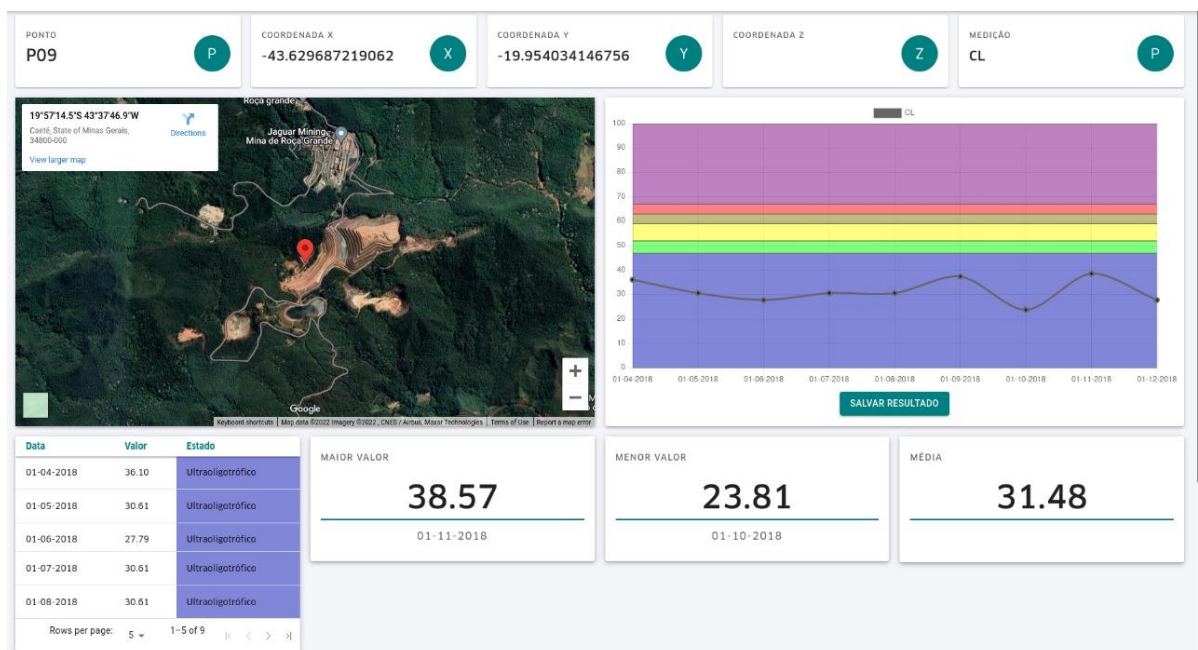 PONTO
P09
P
COORDENADA X
-43.629687219062
X
COORDENADA Y
-19.954034146756
Y
COORDENADA Z
Z
MEDIÇÃO
CL
P
19°57'14.5"S 43°37'46.9"W
Caeté, State of Minas Gerais,
34800-000
View larger map
Directions
Roça grande
Jaguar Mining
Mina de Roça Grande
+
−
Google
Keyboard shortcuts
Map data ©2022 Imagery ©2022 , CNES / Airbus, Maxar Technologies
Terms of Use
Report a map error
CL
100
90
80
70
60
50
40
30
20
10
0
01-04-2018 01-05-2018 01-06-2018 01-07-2018 01-08-2018 01-09-2018 01-10-2018 01-11-2018 01-12-2018
SALVAR RESULTADO
Data Valor Estado
01-04-2018 36.10 Ultraoligotrófico
01-05-2018 30.61 Ultraoligotrófico
01-06-2018 27.79 Ultraoligotrófico
01-07-2018 30.61 Ultraoligotrófico
01-08-2018 30.61 Ultraoligotrófico
Rows per page: 5 1-5 of 9
MAIOR VALOR
38.57
01-11-2018
MENOR VALOR
23.81
01-10-2018
MÉDIA
31.48